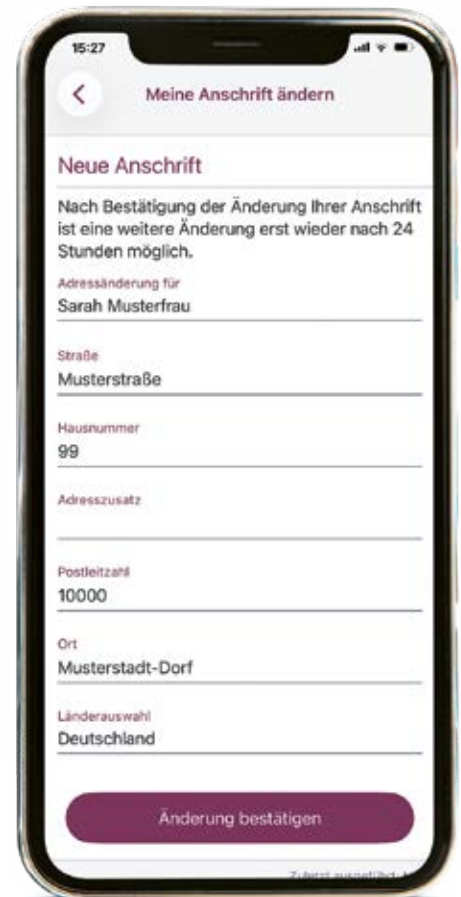 15:27
Meine Anschrift ändern
Neue Anschrift
Nach Bestätigung der Änderung Ihrer Anschrift
ist eine weitere Änderung erst wieder nach 24
Stunden möglich.
Adressänderung für
Sarah Musterfrau
Straße
Musterstraße
Hausnummer
99
Adresszusatz
Postleitzahl
10000
Ort
Musterstadt-Dorf
Länderauswahl
Deutschland
Änderung bestätigen
Zuletzt ausgeführt